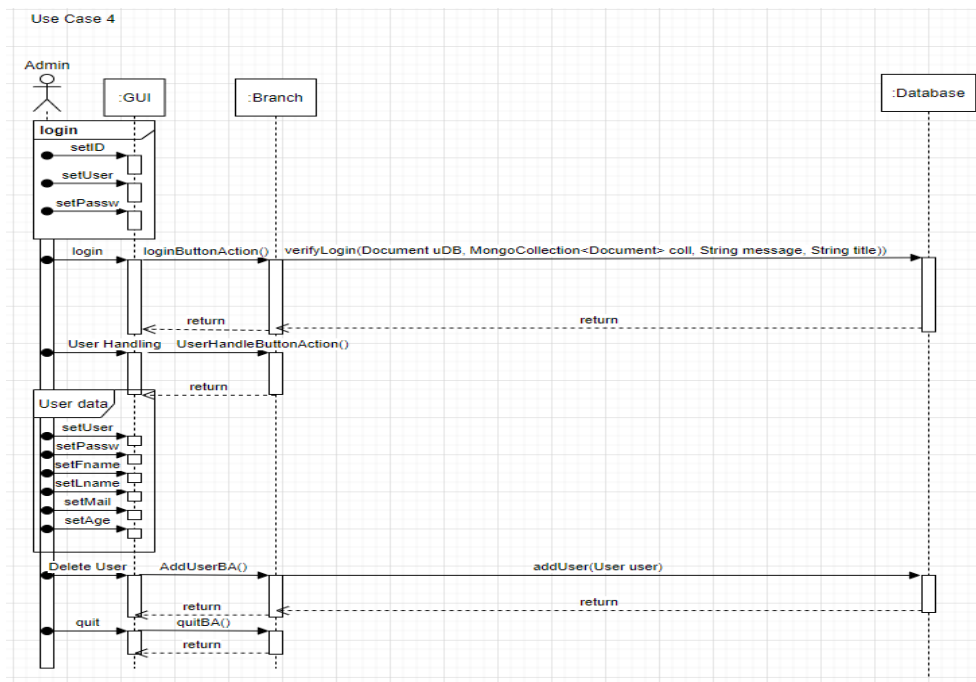 Use Case 4
Admin
:GUI
:Branch
:Database
login
setID
setUser
setPassw
login
loginButtonAction()
verifyLogin(Document uDB, MongoCollection<Document> coll, String message, String title))
return
return
User Handling
UserHandleButtonAction()
return
User data
setUser
setPassw
setFname
setLname
setMail
setAge
Delete User
AddUserBA()
addUser(User user)
return
return
quit
quitBA()
return